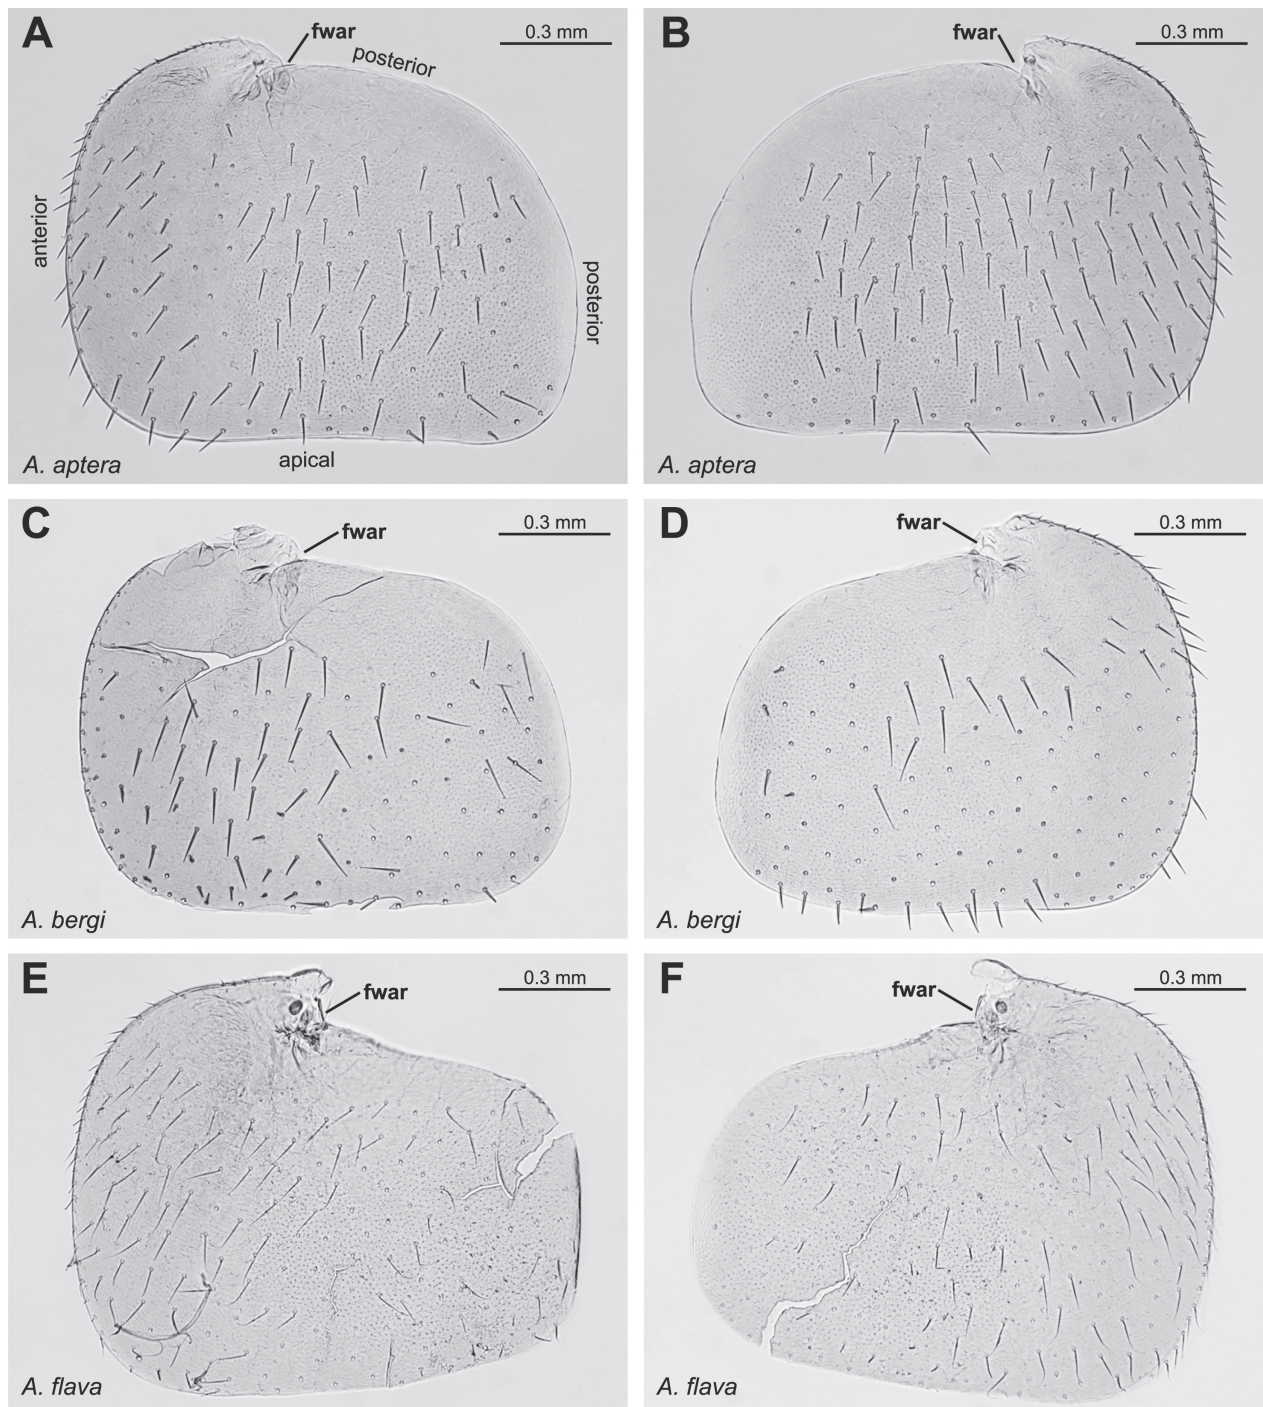 A
fwar
0.3 mm
posterior
anterior
posterior
apical
A. aptera
B
fwar
0.3 mm
A. aptera
C
fwar
0.3 mm
A. bergi
D
fwar
0.3 mm
A. bergi
E
fwar
0.3 mm
A. flava
F
fwar
0.3 mm
A. flava